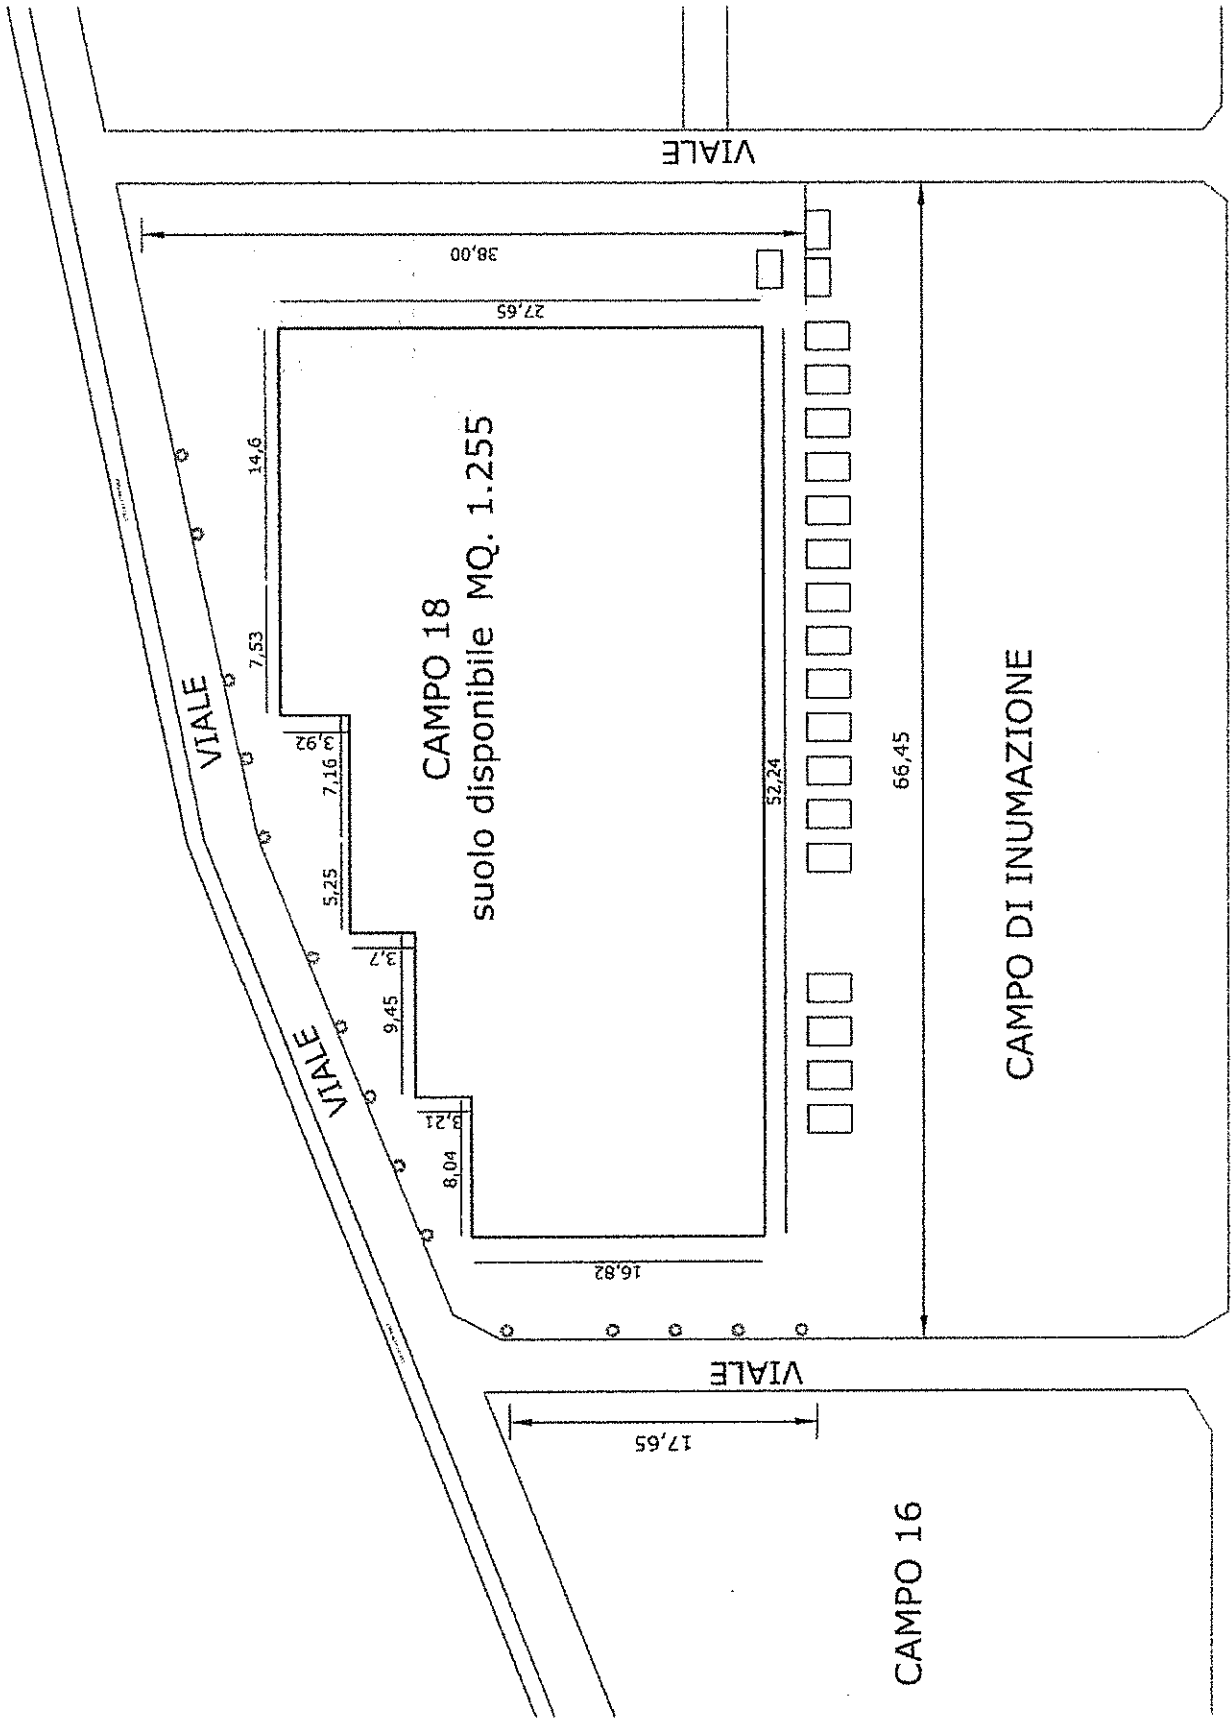 VIALE
38,00
27,65
14,6
7,53
VIALE
3,92
7,16
5,25
3,7
9,45
VIALE
3,21
8,04
CAMPO 18
suolo disponibile MQ. 1.255
52,24
66,45
16,82
CAMPO DI INUMAZIONE
VIALE
17,65
CAMPO 16